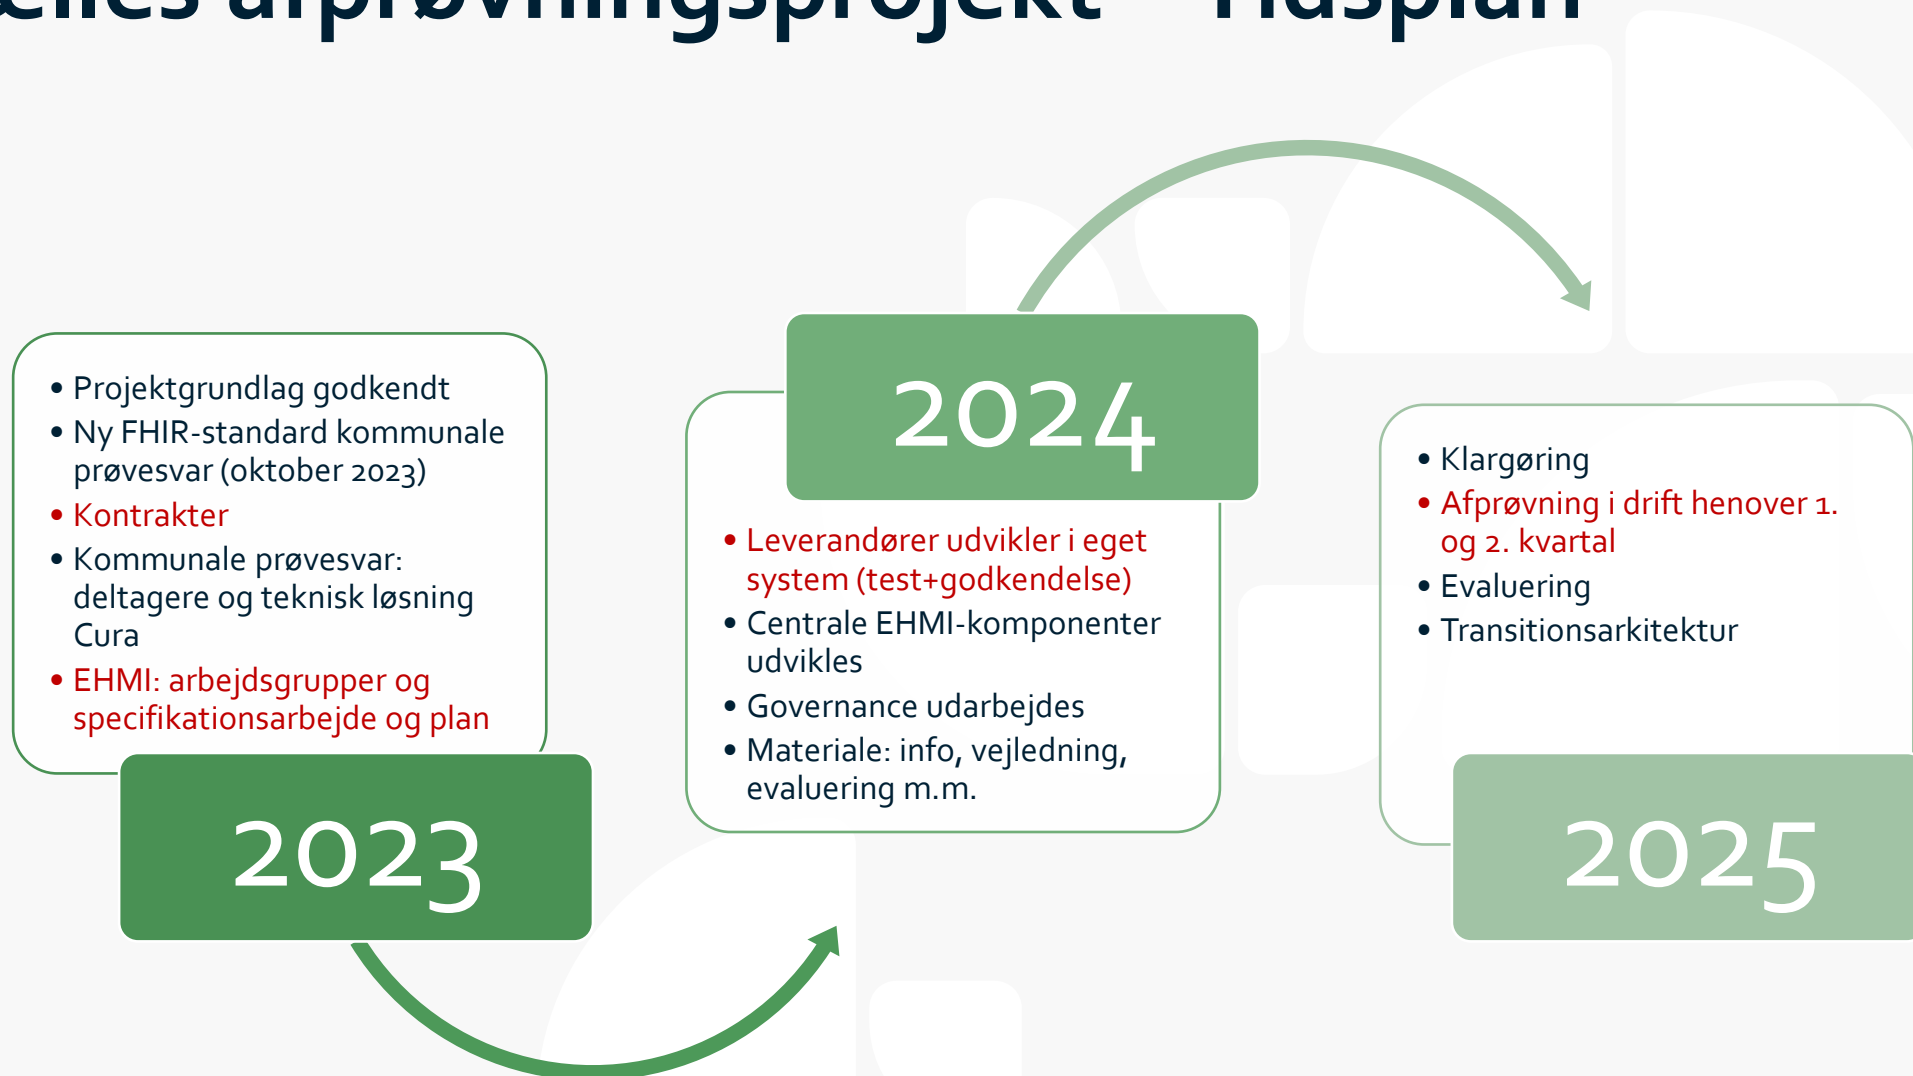 afprøvningsprojekt
• Projektgrundlag godkendt
• Ny FHIR-standard kommunale
prøvesvar (oktober 2023)
• Kontrakter
• Kommunale prøvesvar:
deltagere og teknisk løsning
Cura
• EHMI: arbejdsgrupper og
specifikationsarbejde og plan
2023
2024
• Leverandører udvikler i eget
system (test+godkendelse)
• Centrale EHMI-komponenter
udvikles
• Governance udarbejdes
• Materiale: info, vejledning,
evaluering m.m.
• Klargøring
• Afprøvning i drift henover 1.
og 2. kvartal
• Evaluering
• Transitionsarkitektur
2025